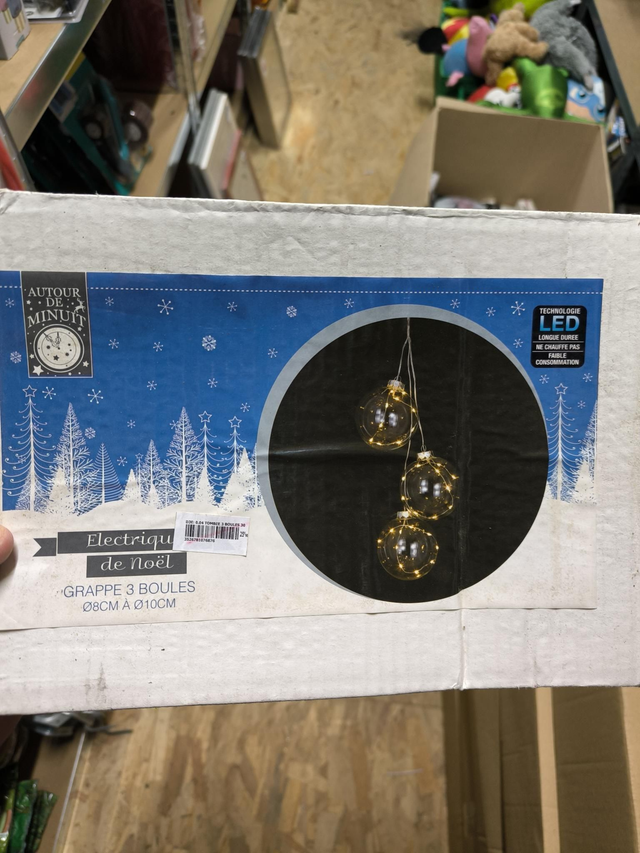 AUTOUR
DE
MINUIT
TECHNOLOGIE
LED
LONGUE DUREE
NE CHAUFFE PAS
FAIBLE
CONSOMMATION
Electrique
de Noël
GRAPPE 3 BOULES
Ø8CM À Ø10CM